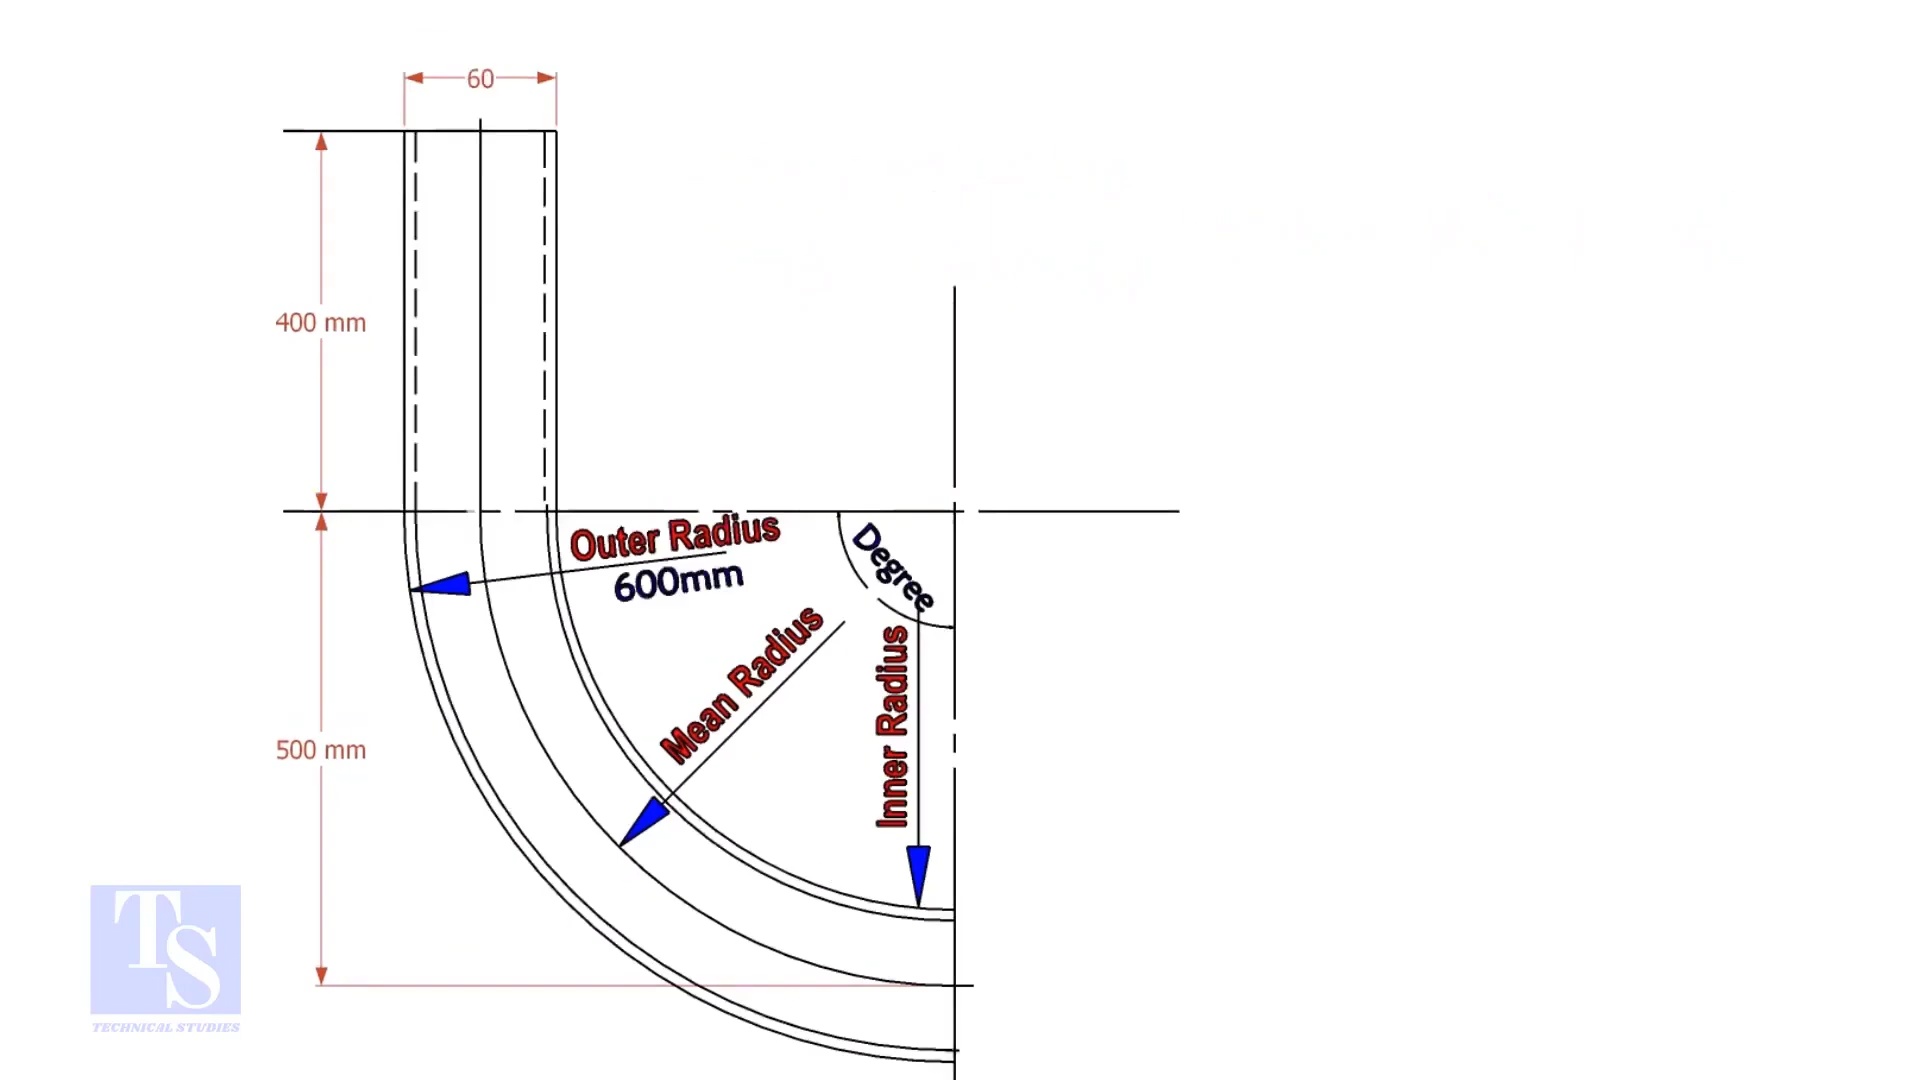 60
400 mm
Outer Radius
600mm
Degree
Mean Radius
Inner Radius
500 mm
TS
TECHNICAL STUDIES